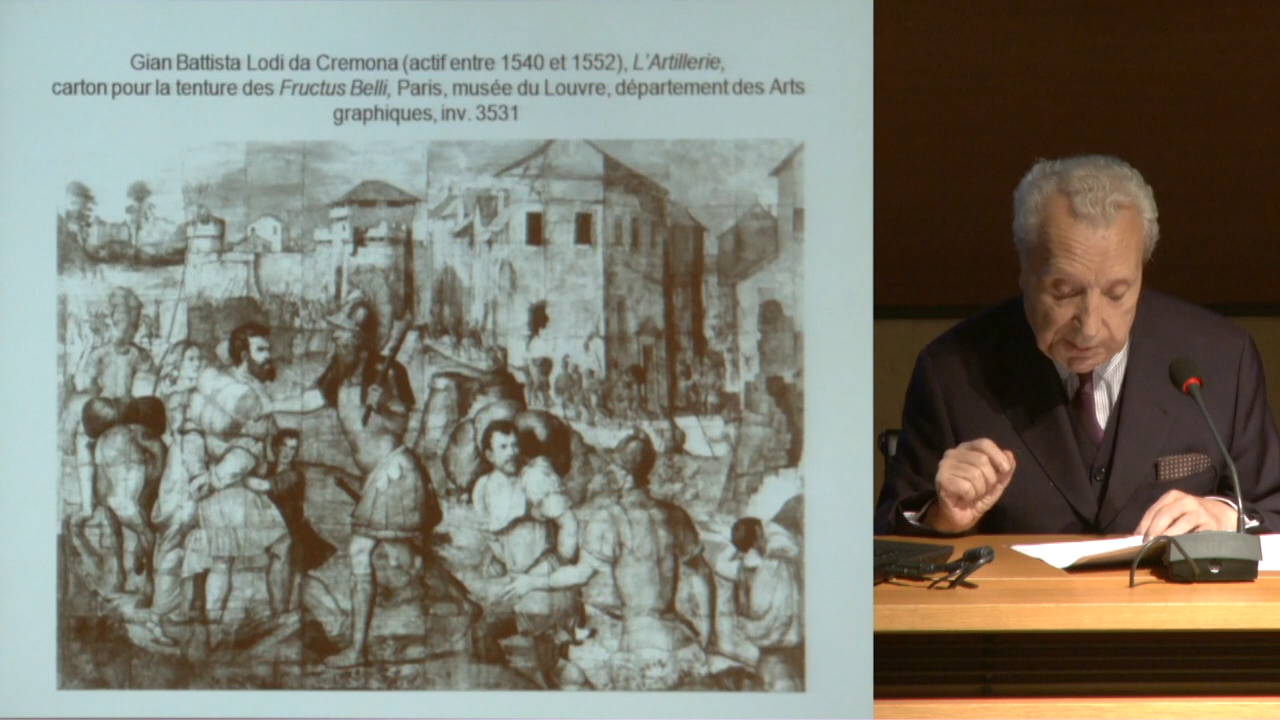 Gian Battista Lodi da Cremona (actif entre 1540 et 1552), L'Artillerie,
carton pour la tenture des Fructus Belli, Paris, musée du Louvre, département des Arts
graphiques, inv. 3531